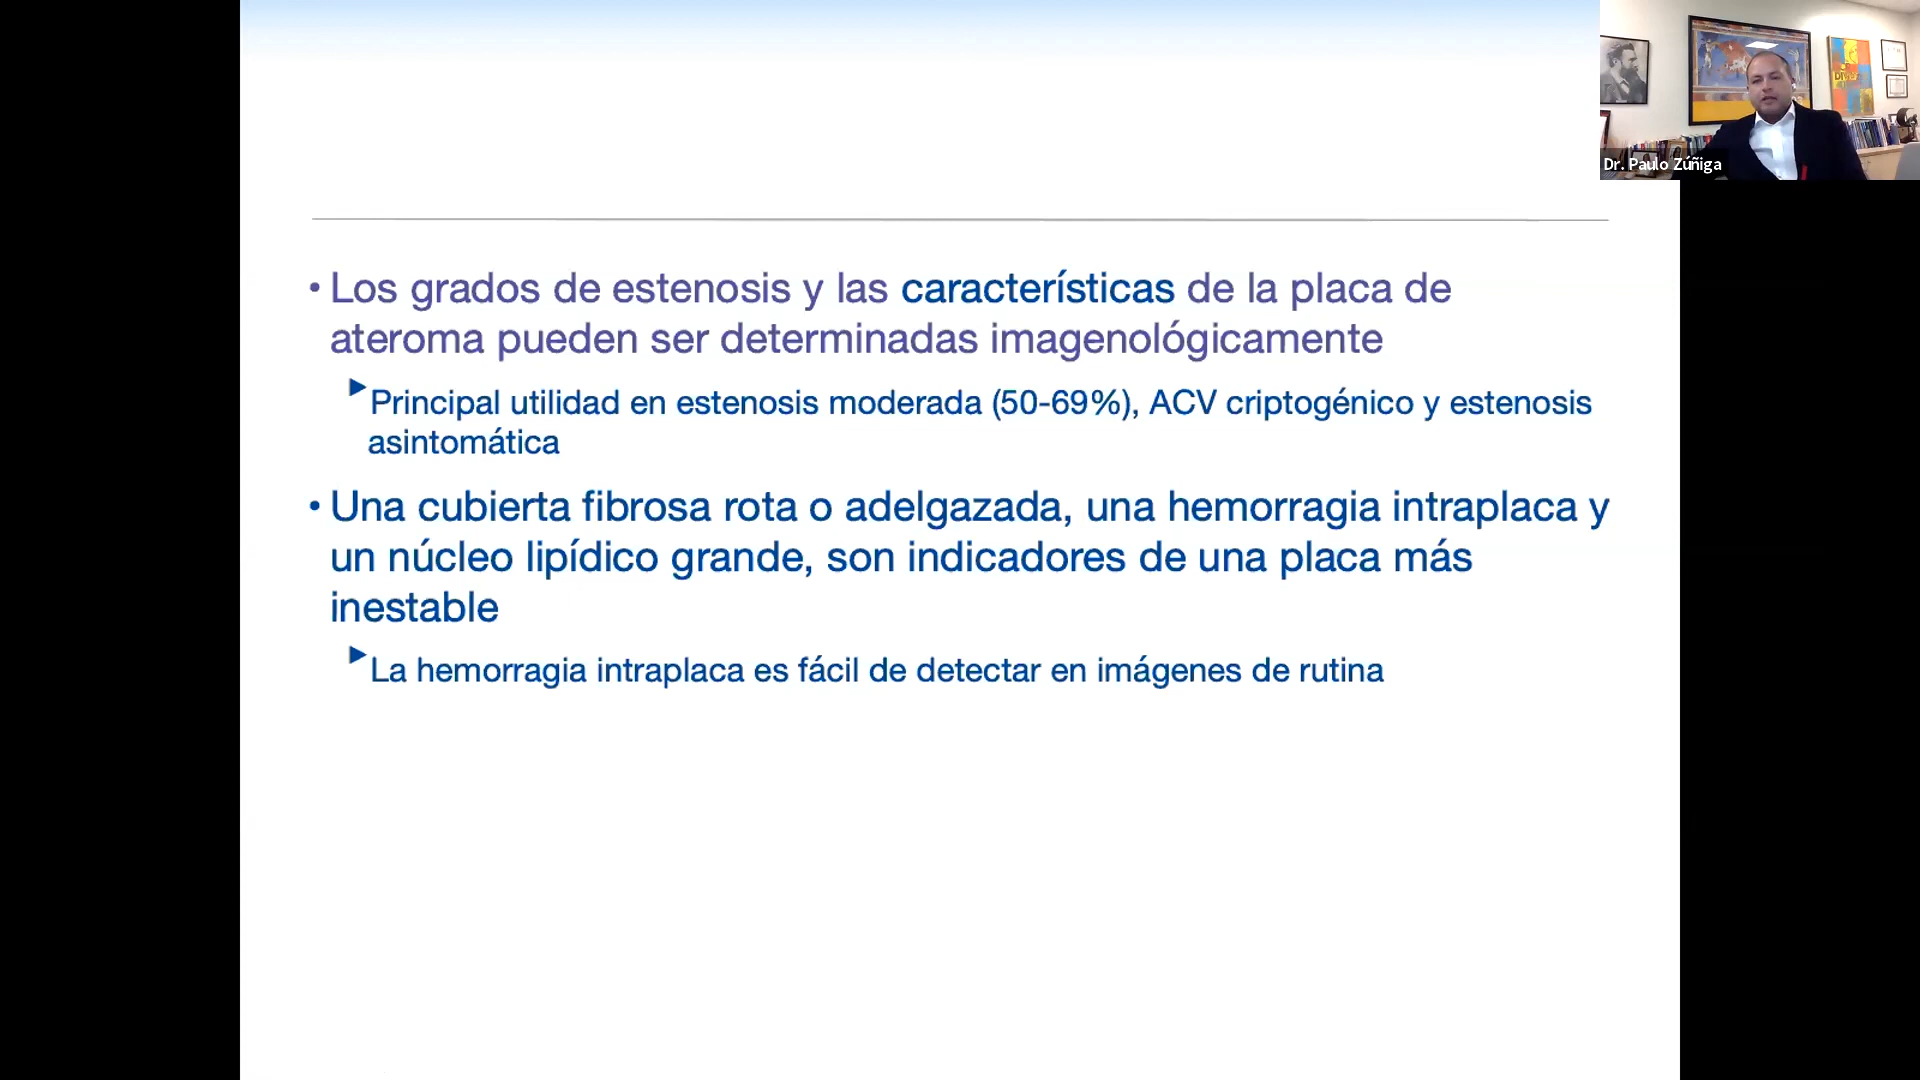 Dr. Paulo Zúñiga
• Los grados de estenosis y las características de la placa de
ateroma pueden ser determinadas imagenológicamente
▶Principal utilidad en estenosis moderada (50-69%), ACV criptogénico y estenosis
asintomática
• Una cubierta fibrosa rota o adelgazada, una hemorragia intraplaca y
un núcleo lipídico grande, son indicadores de una placa más
inestable
▶La hemorragia intraplaca es fácil de detectar en imágenes de rutina